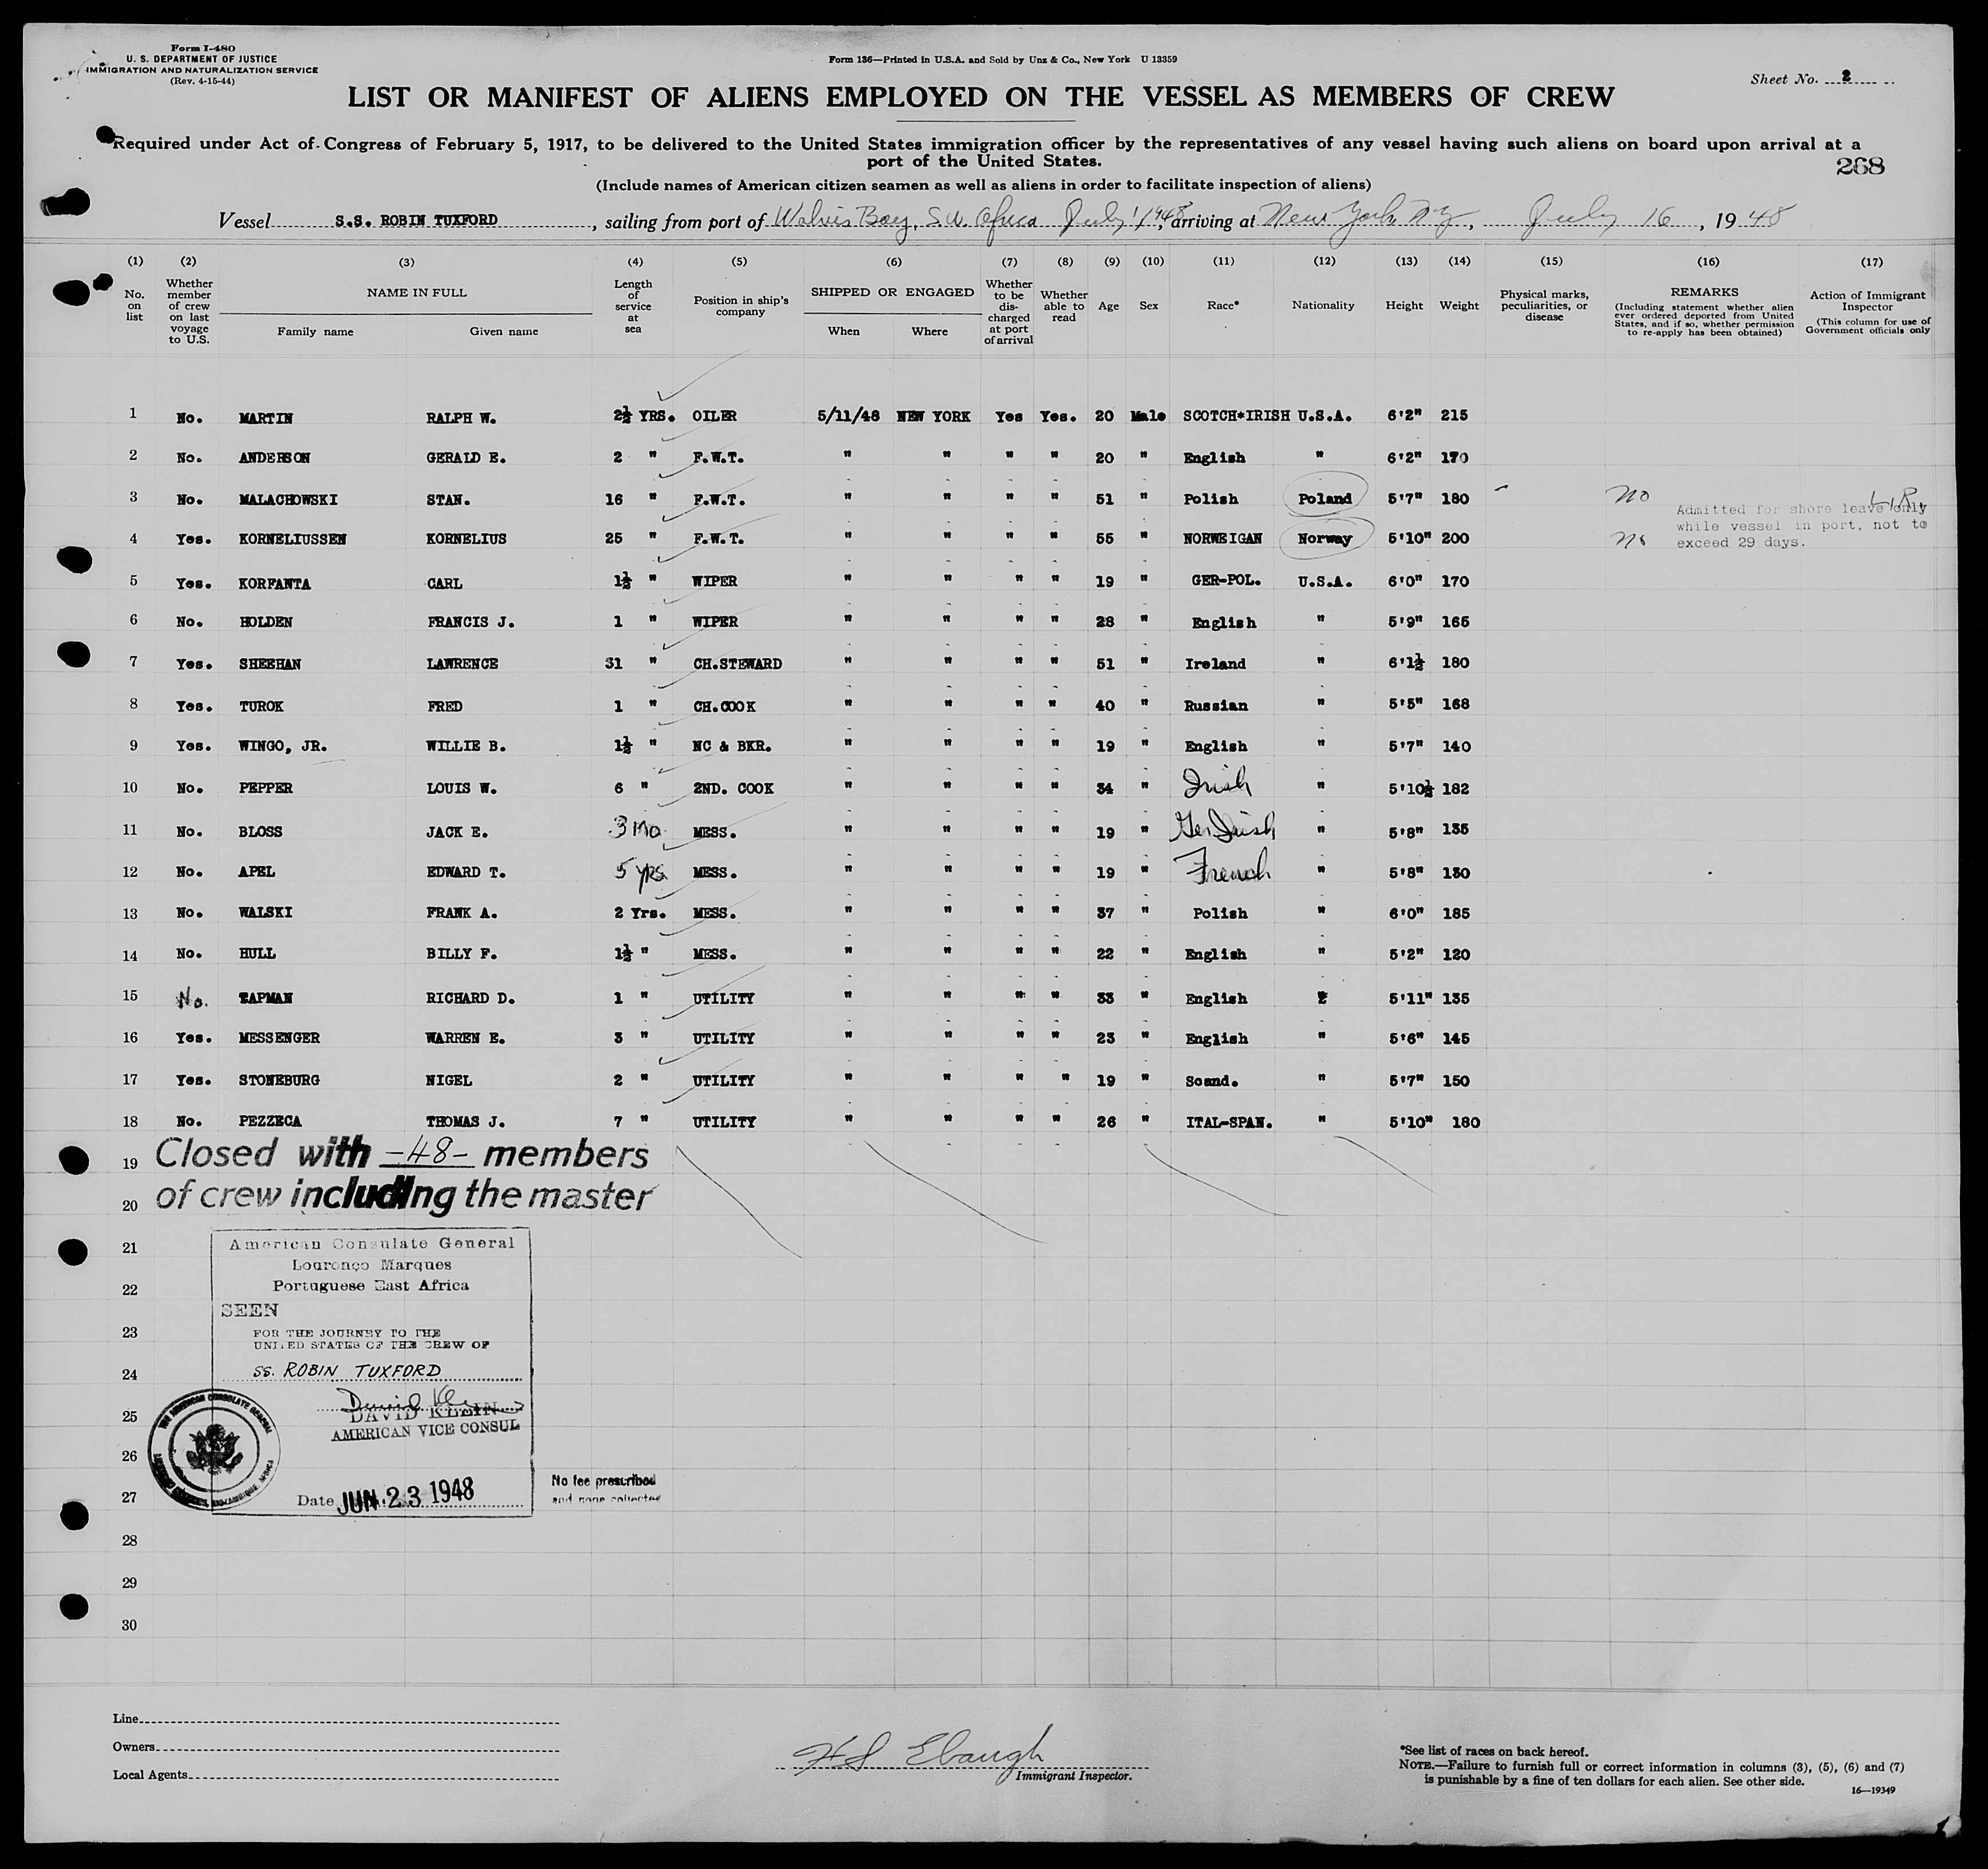 Form I-480
U. S. DEPARTMENT OF JUSTICE
IMMIGRATION AND NATURALIZATION SERVICE
(Rev. 4-15-44)
Form 136—Printed in U.S.A. and Sold by Unz & Co., New York U 13359
Sheet No. 2
LIST OR MANIFEST OF ALIENS EMPLOYED ON THE VESSEL AS MEMBERS OF CREW
Required under Act of Congress of February 5, 1917, to be delivered to the United States immigration officer by the representatives of any vessel having such aliens on board upon arrival at a
port of the United States.
268
(Include names of American citizen seamen as well as aliens in order to facilitate inspection of aliens)
Vessel S.S. ROBIN TUXFORD, sailing from port of Walvis Bay, S.W. Africa July 1 1948, arriving at New York NY, July 16, 1948
(1) (2) (3) (4) (5) (6) (7) (8) (9) (10) (11) (12) (13) (14) (15) (16) (17)
No. on list
Whether member of crew on last voyage to U.S.
NAME IN FULL
Family name Given name
Length of service at sea
Position in ship's company
SHIPPED OR ENGAGED
When Where
Whether to be discharged at port of arrival
Whether able to read
Age Sex Race* Nationality Height Weight
Physical marks, peculiarities, or disease
REMARKS
(Including statement whether alien ever ordered deported from United States, and if so, whether permission to re-apply has been obtained)
Action of Immigrant Inspector
(This column for use of Government officials only
1 No. MARTIN RALPH W. 2½ YRS. OILER 5/11/48 NEW YORK Yes Yes. 20 Male SCOTCH*IRISH U.S.A. 6'2" 215
2 No. ANDERSON GERALD E. 2 " F.W.T. " " " " 20 " English " 6'2" 170
3 No. MALACHOWSKI STAN. 16 " F.W.T. " " " " 51 " Polish Poland 5'7" 180 No
Admitted for shore leave only
while vessel in port, not to
exceed 29 days.
4 Yes. KORNELIUSSEN KORNELIUS 25 " F.W.T. " " " " 55 " NORWEIGAN Norway 5'10" 200 No
5 Yes. KORFANTA CARL 1½ " WIPER " " " " 19 " GER-POL. U.S.A. 6'0" 170
6 No. HOLDEN FRANCIS J. 1 " WIPER " " " " 28 " English " 5'9" 165
7 Yes. SHEEHAN LAWRENCE 31 " CH.STEWARD " " " " 51 " Ireland " 6'1½ 180
8 Yes. TUROK FRED 1 " CH.COOK " " " " 40 " Russian " 5'5" 168
9 Yes. WINGO, JR. WILLIE B. 1½ " NC & BKR. " " " " 19 " English " 5'7" 140
10 No. PEPPER LOUIS W. 6 " 2ND. COOK " " " " 34 " Irish " 5'10½ 182
11 No. BLOSS JACK E. 3 mo. MESS. " " " " 19 " Ger Irish " 5'8" 135
12 No. APEL EDWARD T. 5 yrs MESS. " " " " 19 " French " 5'8" 130
13 No. WALSKI FRANK A. 2 Yrs. MESS. " " " " 37 " Polish " 6'0" 185
14 No. HULL BILLY F. 1½ " MESS. " " " " 22 " English " 5'2" 120
15 No. TAPMAN RICHARD D. 1 " UTILITY " " " " 33 " English " 5'11" 135
16 Yes. MESSENGER WARREN E. 3 " UTILITY " " " " 23 " English " 5'6" 145
17 Yes. STONEBURG NIGEL 2 " UTILITY " " " " 19 " Scand. " 5'7" 150
18 No. PEZZECA THOMAS J. 7 " UTILITY " " " " 26 " ITAL-SPAN. " 5'10" 180
19 Closed with -48- members
20 of crew including the master
21 American Consulate General
Lourenço Marques
22 Portuguese East Africa
SEEN
23 FOR THE JOURNEY TO THE
UNITED STATES OF THE CREW OF
24 SS. ROBIN TUXFORD
25 DAVID KLEIN
AMERICAN VICE CONSUL
26
27 Date JUN 23 1948
No fee prescribed
and none collected
28
29
30
Line
Owners
Local Agents
H S Ebaugh
Immigrant Inspector.
*See list of races on back hereof.
NOTE.—Failure to furnish full or correct information in columns (3), (5), (6) and (7)
is punishable by a fine of ten dollars for each alien. See other side.
16—19349